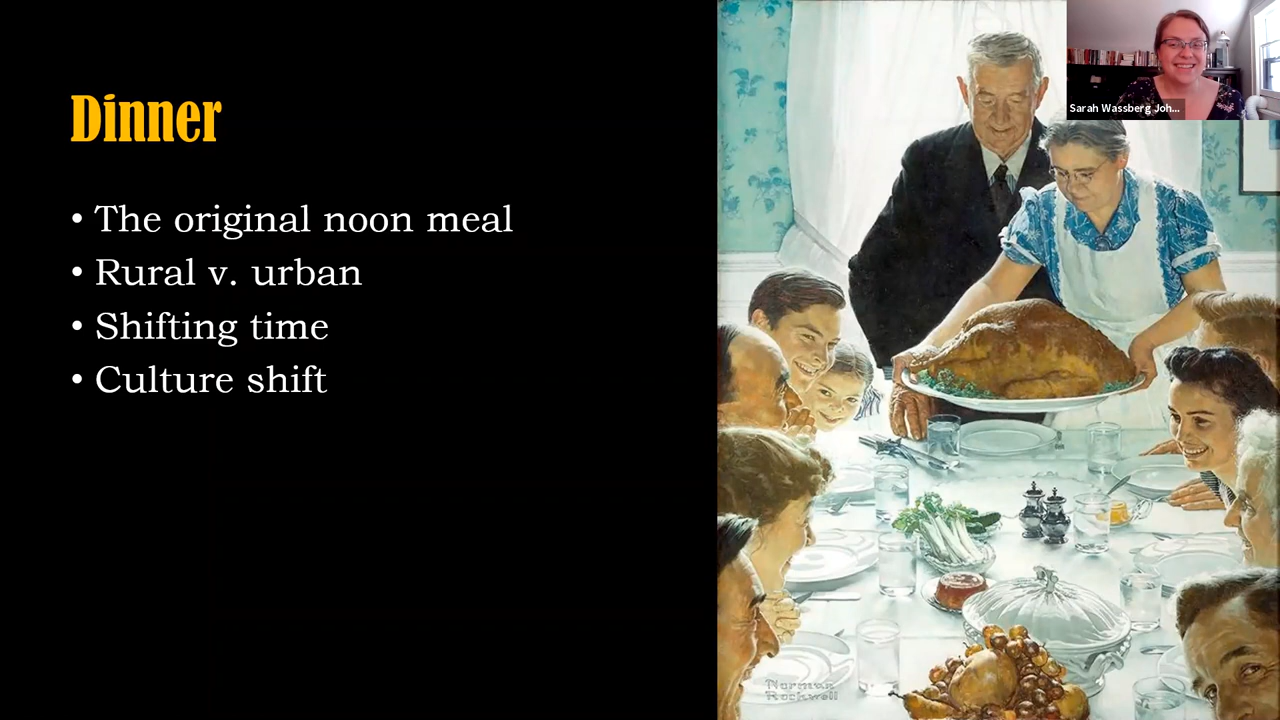 Dinner
• The original noon meal
• Rural v. urban
• Shifting time
• Culture shift
Sarah Wassberg Joh...
Norman
Rockwell